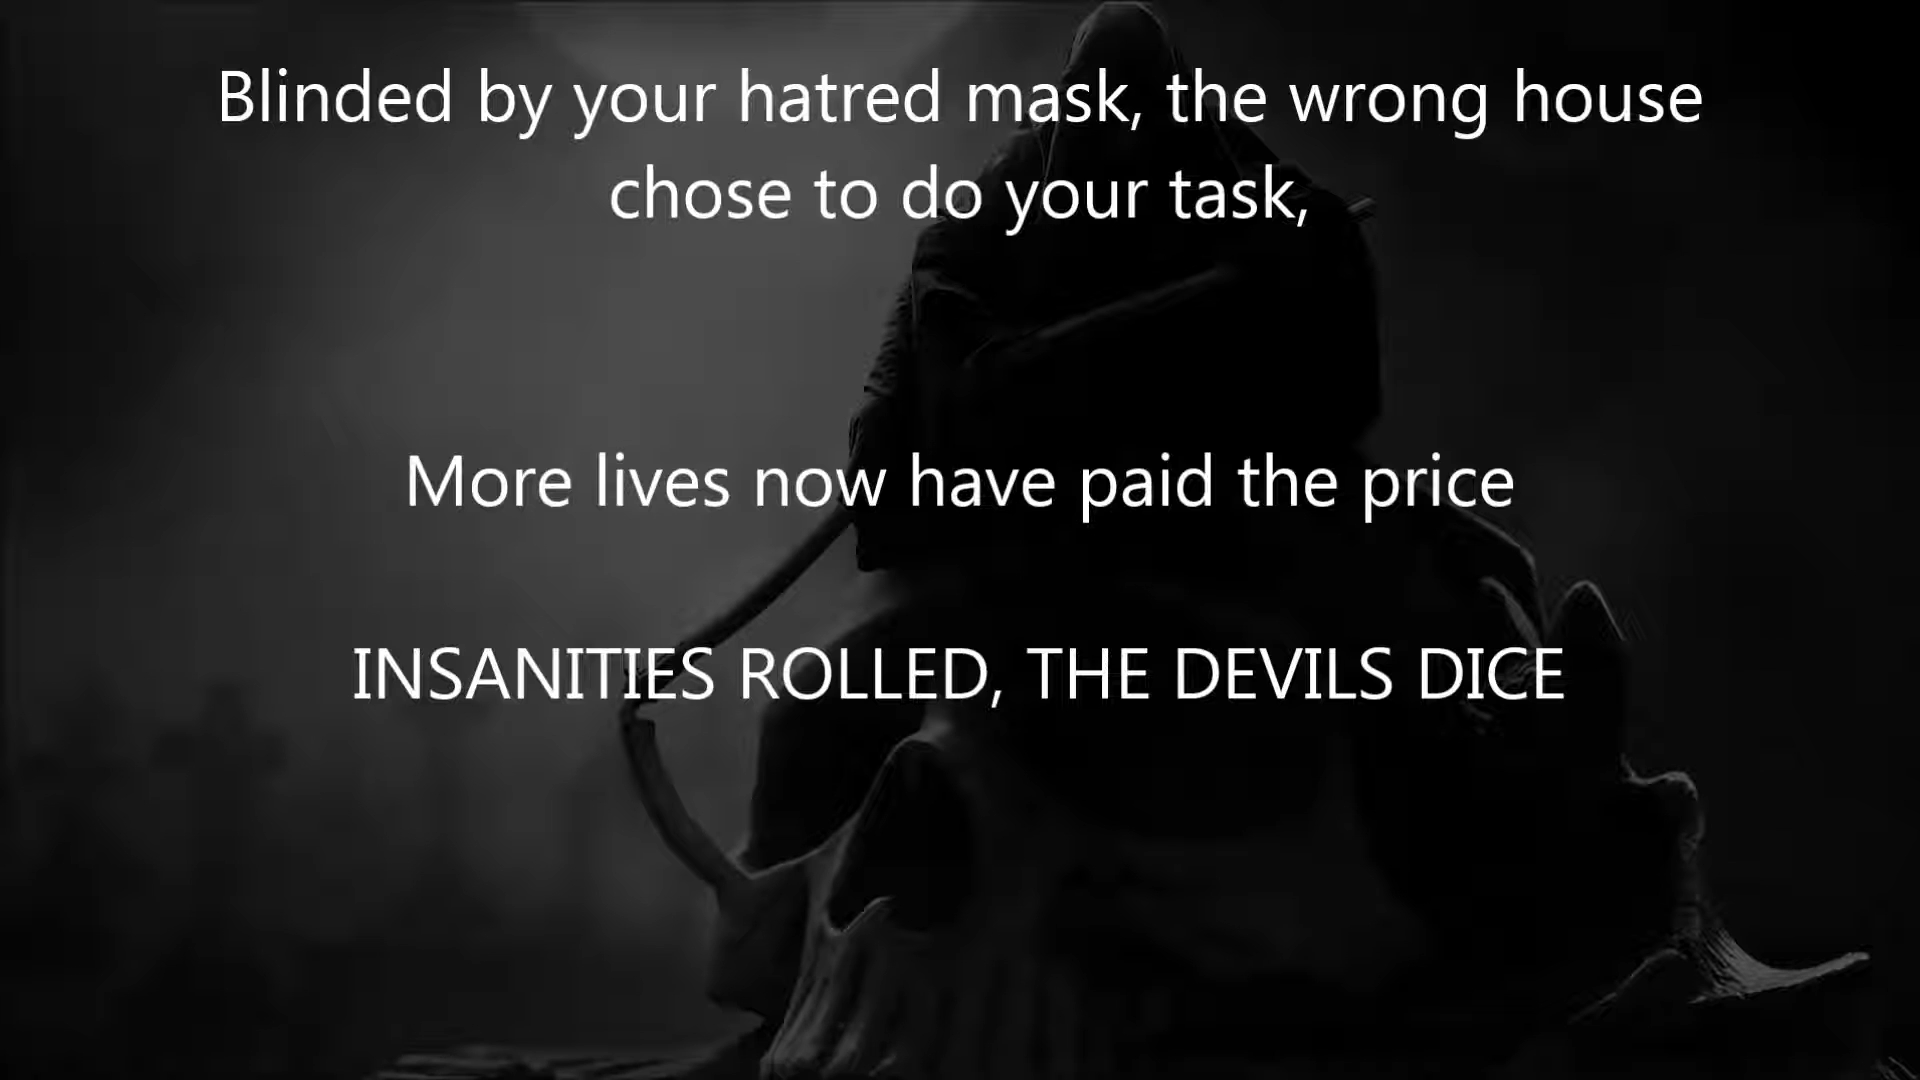 Blinded by your hatred mask, the wrong house
chose to do your task,
More lives now have paid the price
INSANITIES ROLLED, THE DEVILS DICE